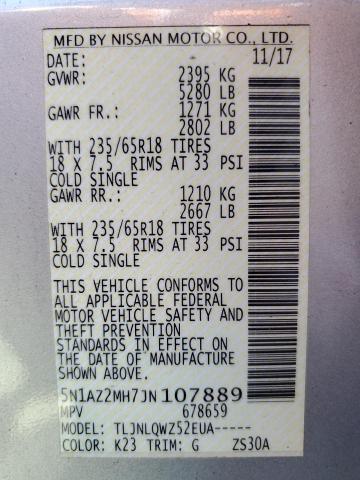 MFD BY NISSAN MOTOR CO., LTD.
DATE: 11/17
GVWR: 2395 KG
5280 LB
GAWR FR.: 1271 KG
2802 LB
WITH 235/65R18 TIRES
18 X 7.5 RIMS AT 33 PSI
COLD SINGLE
GAWR RR.: 1210 KG
2667 LB
WITH 235/65R18 TIRES
18 X 7.5 RIMS AT 33 PSI
COLD SINGLE
THIS VEHICLE CONFORMS TO
ALL APPLICABLE FEDERAL
MOTOR VEHICLE SAFETY AND
THEFT PREVENTION
STANDARDS IN EFFECT ON
THE DATE OF MANUFACTURE
SHOWN ABOVE.
5N1AZ2MH7JN107889
MPV 678659
MODEL: TLJNLQWZ52EUA-----
COLOR: K23 TRIM: G ZS30A